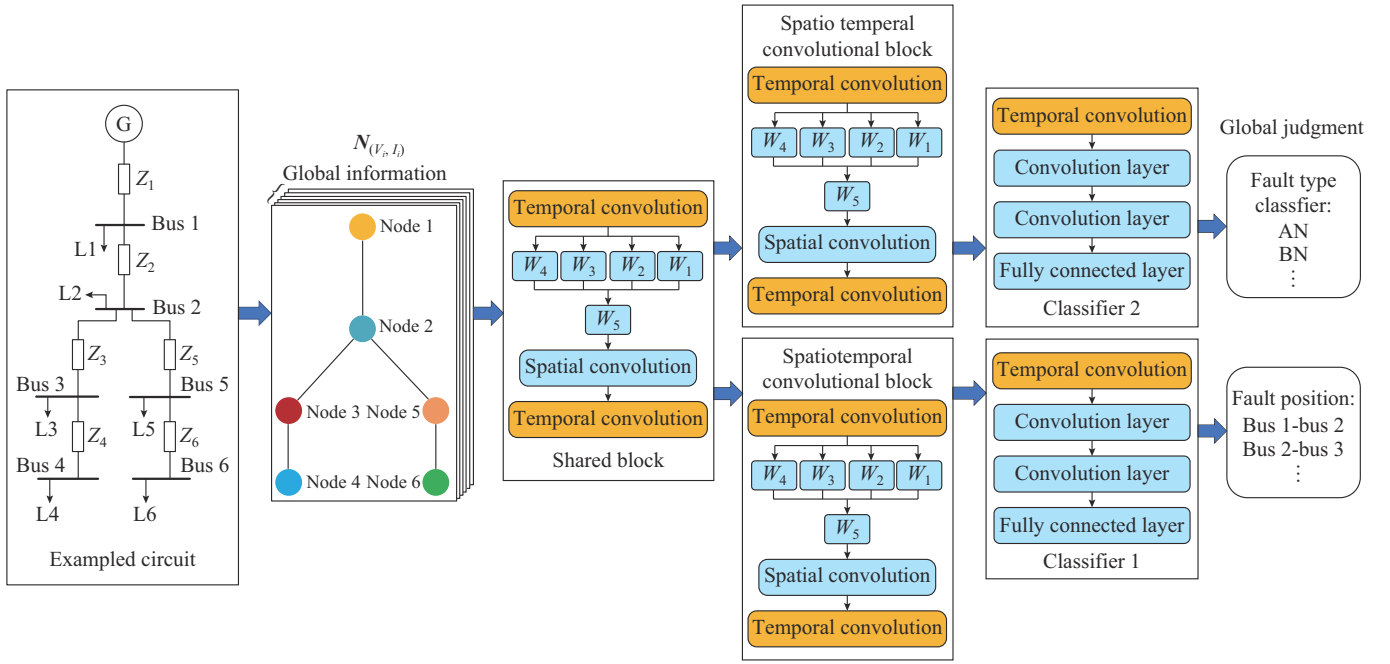 G
Z1
Bus 1
L1
Z2
L2
Bus 2
Z3
Z5
Bus 3
Bus 5
L3
Z4
L5
Z6
Bus 4
Bus 6
L4
L6
Exampled circuit
N(Vi, Ii)
Global information
Node 1
Node 2
Node 3 Node 5
Node 4 Node 6
Temporal convolution
W4 W3 W2 W1
W5
Spatial convolution
Temporal convolution
Shared block
Spatio temperal
convolutional block
Temporal convolution
W4 W3 W2 W1
W5
Spatial convolution
Temporal convolution
Spatiotemporal
convolutional block
Temporal convolution
W4 W3 W2 W1
W5
Spatial convolution
Temporal convolution
Temporal convolution
Convolution layer
Convolution layer
Fully connected layer
Classifier 2
Temporal convolution
Convolution layer
Convolution layer
Fully connected layer
Classifier 1
Global judgment
Fault type
classfier:
AN
BN
⋮
Fault position:
Bus 1-bus 2
Bus 2-bus 3
⋮